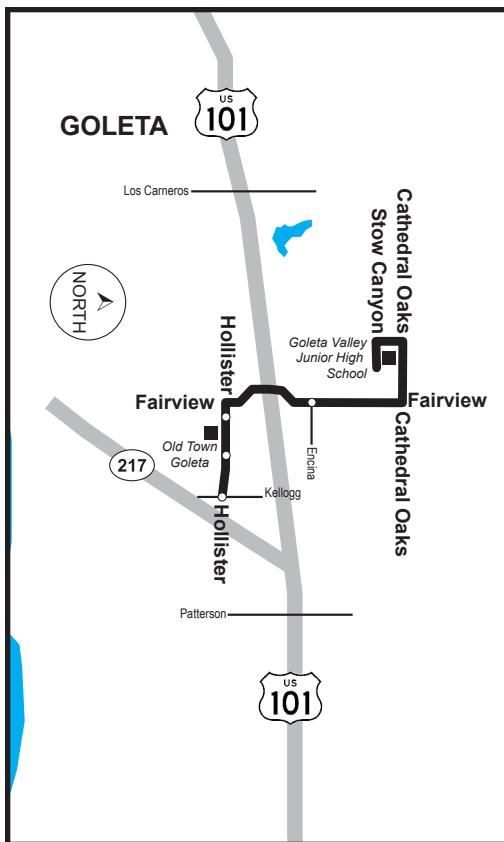 US
101
GOLETA
Los Carneros
Cathedral Oaks
Stow Canyon
NORTH
Goleta Valley
Junior High
School
Hollister
Fairview
Fairview
Cathedral Oaks
Old Town
Goleta
Encina
217
Kellogg
Hollister
Patterson
US
101